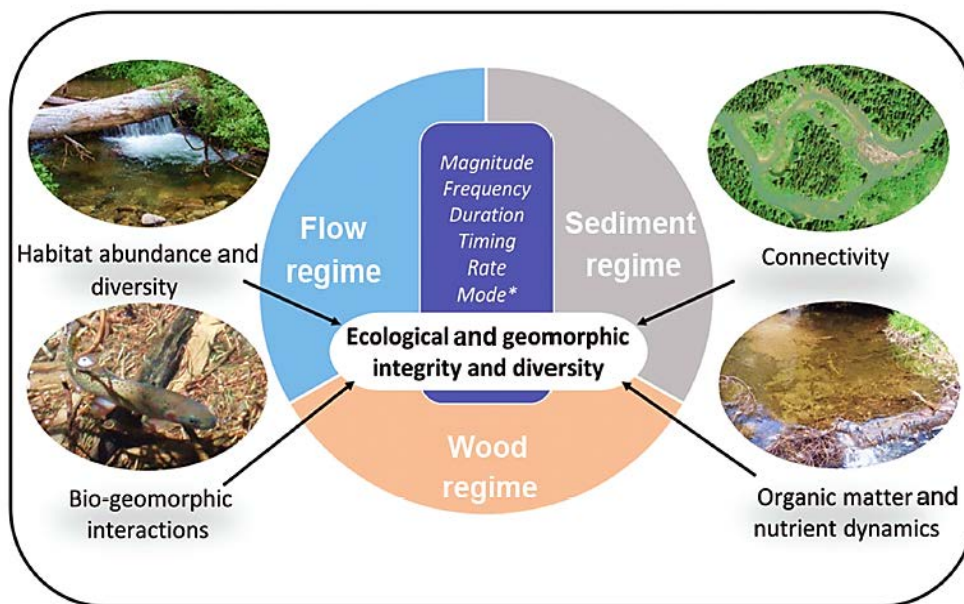 Habitat abundance and
diversity
Bio-geomorphic
interactions
Flow
regime
Magnitude
Frequency
Duration
Timing
Rate
Mode*
Sediment
regime
Ecological and geomorphic
integrity and diversity
Wood
regime
Connectivity
Organic matter and
nutrient dynamics